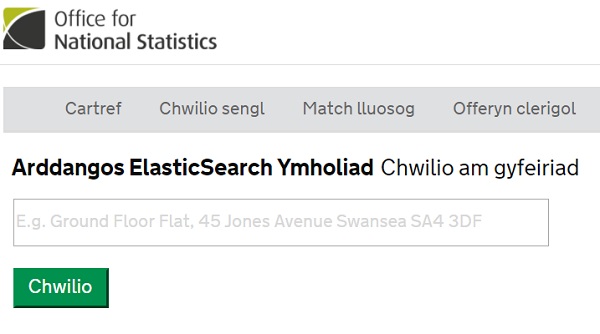 Office for
National Statistics
Cartref Chwilio sengl Match lluosog Offeryn clerigol
Arddangos ElasticSearch Ymholiad Chwilio am gyfeiriad
E.g. Ground Floor Flat, 45 Jones Avenue Swansea SA4 3DF
Chwilio